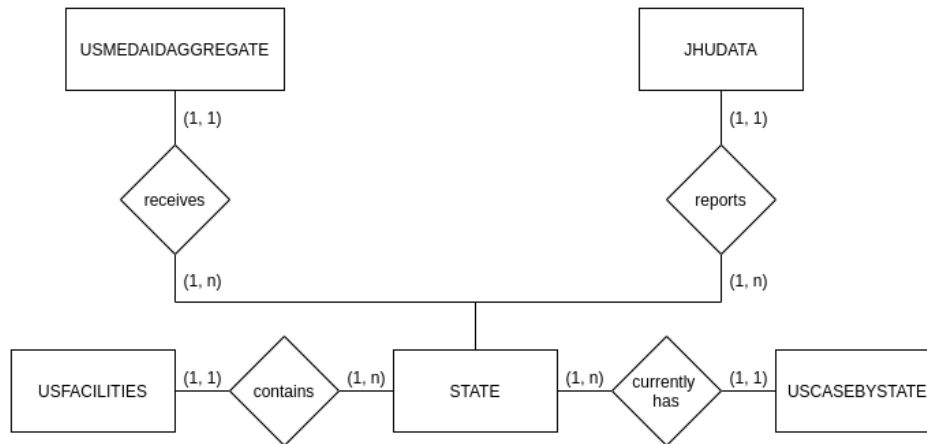 USMEDAIDAGGREGATE
JHUDATA
(1, 1)
(1, 1)
receives
reports
(1, n)
(1, n)
USFACILITIES
(1, 1)
contains
(1, n)
STATE
(1, n)
currently
has
(1, 1)
USCASEBYSTATE